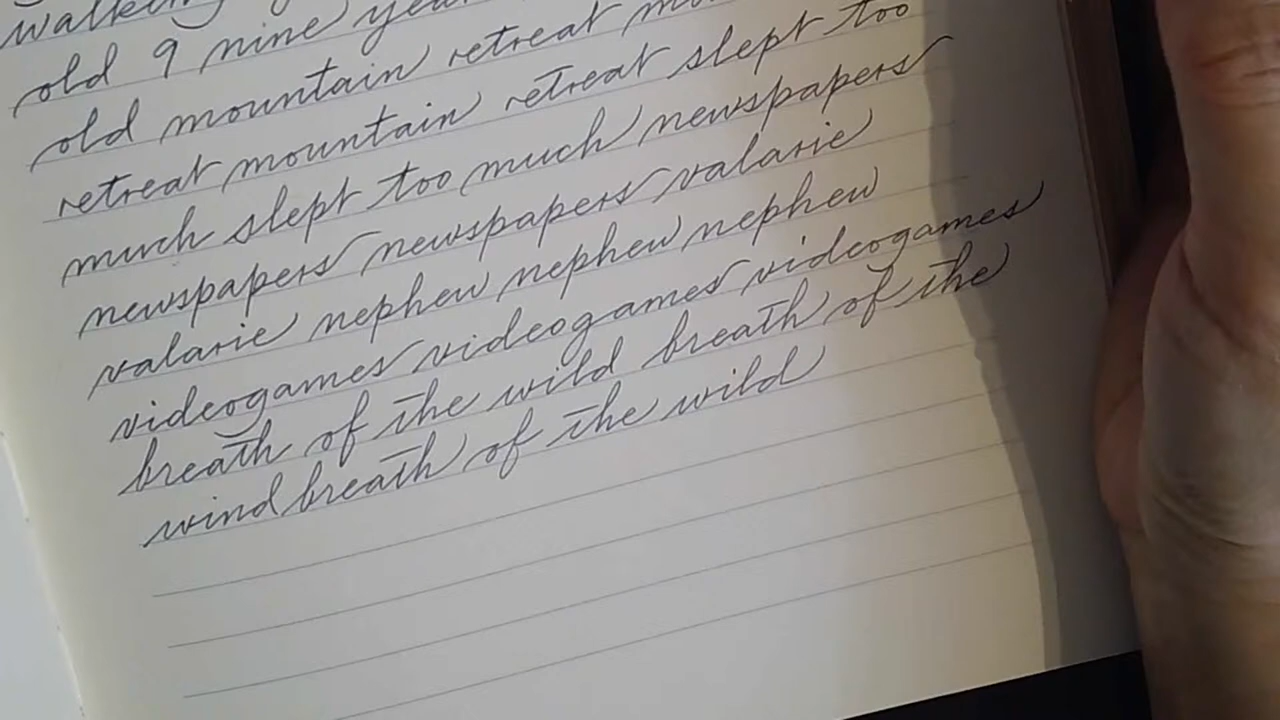 walking
old 9 nine
old mountain retreat
retreat mountain retreat slept too
much slept too much newspapers
newspapers newspapers valarie
valarie nephew nephew nephew
videogames videogames videogames
breath of the wild breath of the
wind breath of the wild